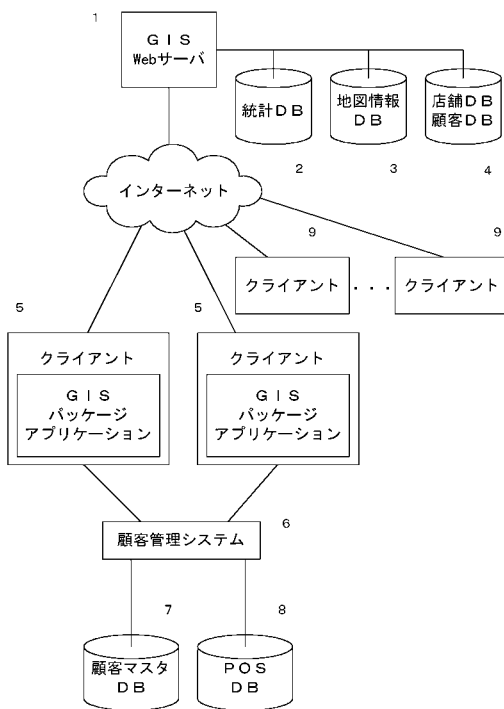 1
ＧＩＳ
Webサーバ
統計ＤＢ
地図情報
ＤＢ
店舗ＤＢ
顧客ＤＢ
2
3
4
インターネット
9
9
クライアント
・・・
クライアント
5
5
クライアント
ＧＩＳ
パッケージ
アプリケーション
クライアント
ＧＩＳ
パッケージ
アプリケーション
顧客管理システム
6
7
8
顧客マスタ
ＤＢ
ＰＯＳ
ＤＢ